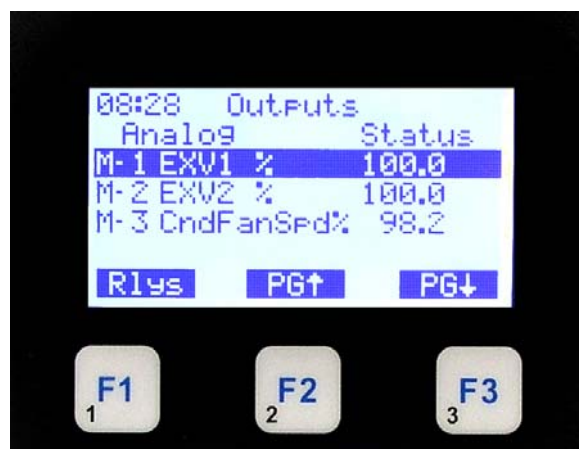 08:28 Outputs
Analog Status
M- 1 EXV1 % 100.0
M- 2 EXV2 % 100.0
M- 3 CndFanSpd% 98.2
Rlys PG↑ PG↓
F1 F2 F3
1 2 3